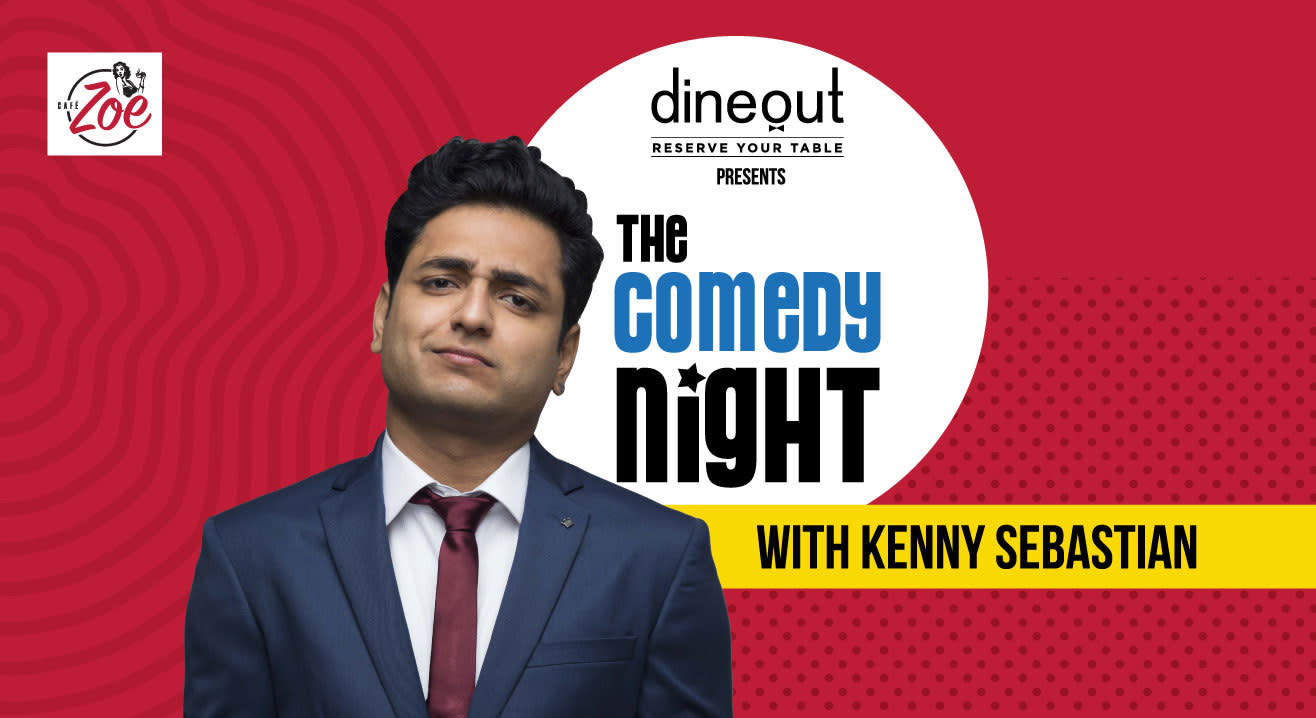 CAFÉ
Zoe
dineout
RESERVE YOUR TABLE
PRESENTS
THe
COMeDY
NigHT
WITH KENNY SEBASTIAN